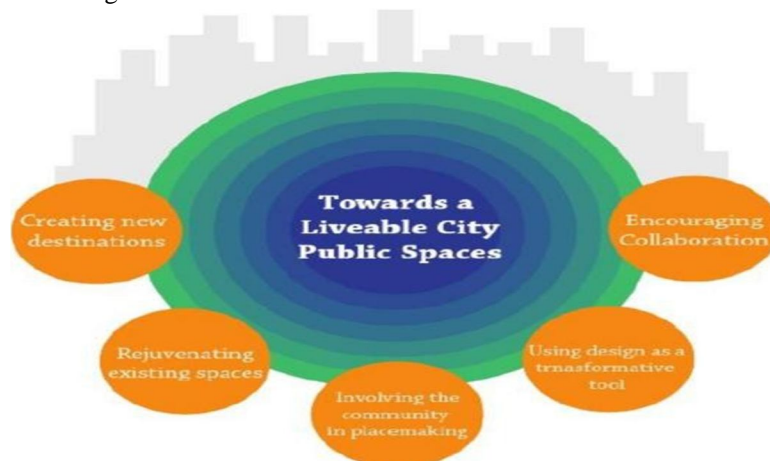 Towards a
Liveable City
Public Spaces
Creating new
destinations
Rejuvenating
existing spaces
Involving the
community
in placemaking
Using design as a
trnasformative
tool
Encouraging
Collaboration